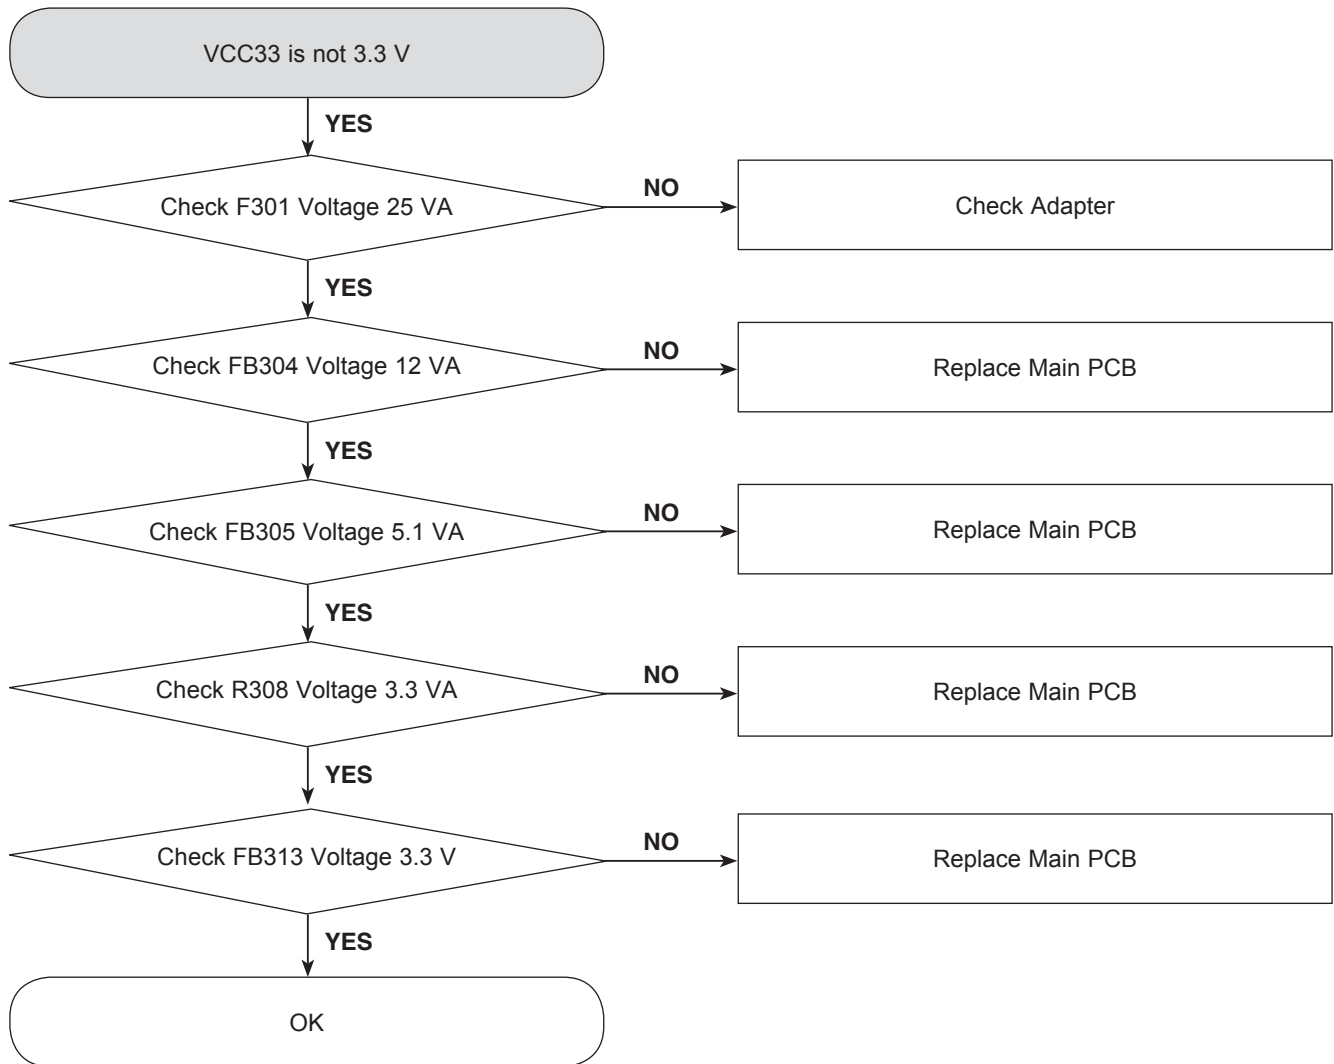 VCC33 is not 3.3 V
YES
Check F301 Voltage 25 VA
NO
Check Adapter
YES
Check FB304 Voltage 12 VA
NO
Replace Main PCB
YES
Check FB305 Voltage 5.1 VA
NO
Replace Main PCB
YES
Check R308 Voltage 3.3 VA
NO
Replace Main PCB
YES
Check FB313 Voltage 3.3 V
NO
Replace Main PCB
YES
OK